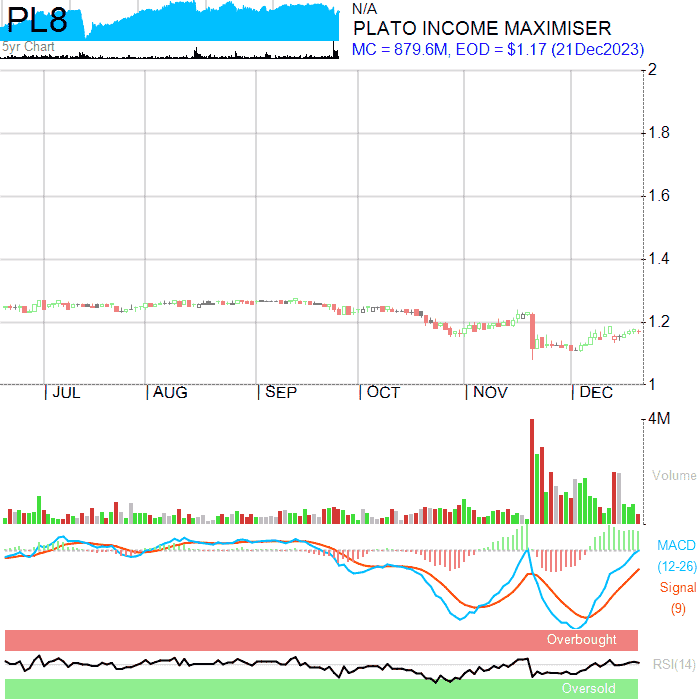 PL8
5yr Chart
N/A
PLATO INCOME MAXIMISER
MC = 879.6M, EOD = $1.17 (21Dec2023)
2
1.8
1.6
1.4
1.2
1
JUL AUG SEP OCT NOV DEC
4M
Volume
MACD
(12-26)
Signal
(9)
Overbought
RSI(14)
Oversold